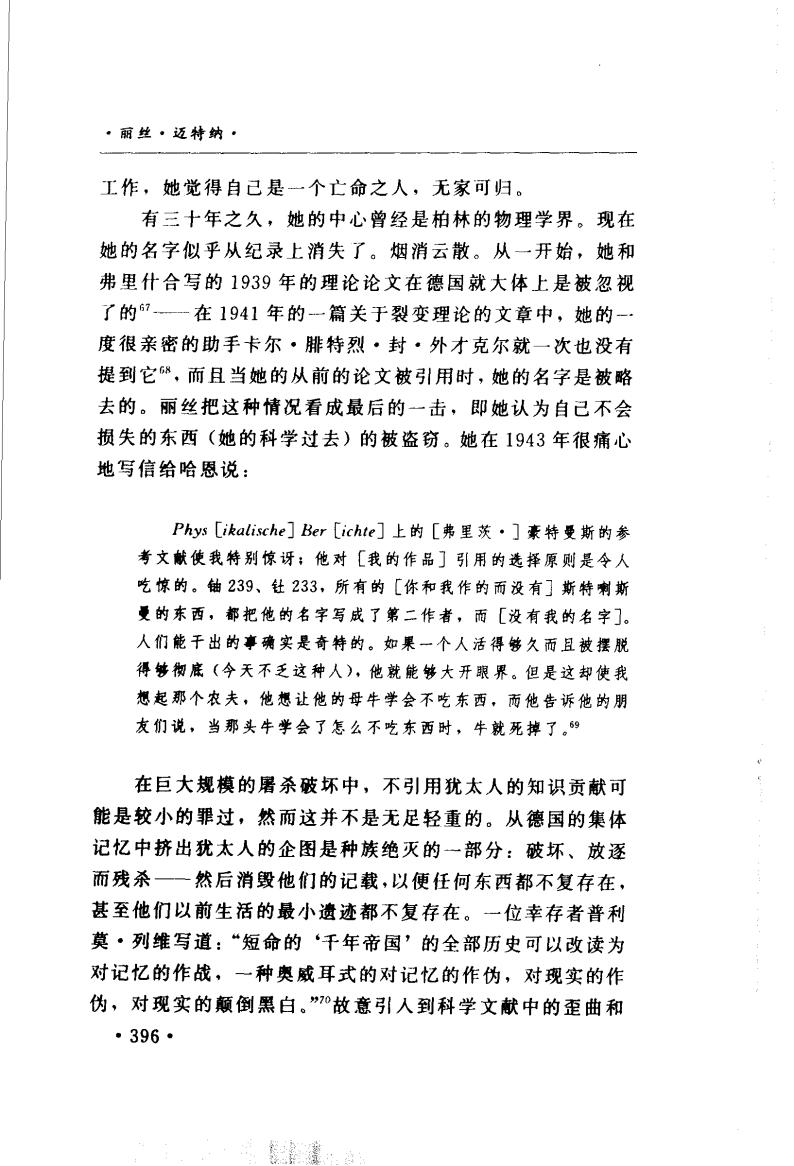 ·丽丝·迈特纳·
工作，她觉得自己是一个亡命之人，无家可归。
有三十年之久，她的中心曾经是柏林的物理学界。现在
她的名字似乎从纪录上消失了。烟消云散。从一开始，她和
弗里什合写的 1939 年的理论论文在德国就大体上是被忽视
了的⁶⁷——在 1941 年的一篇关于裂变理论的文章中，她的一
度很亲密的助手卡尔·腓特烈·封·外才克尔就一次也没有
提到它⁶⁸，而且当她的从前的论文被引用时，她的名字是被略
去的。丽丝把这种情况看成最后的一击，即她认为自己不会
损失的东西（她的科学过去）的被盗窃。她在 1943 年很痛心
地写信给哈恩说：
Phys［ikalische］Ber［ichte］上的［弗里茨·］豪特曼斯的参
考文献使我特别惊讶；他对［我的作品］引用的选择原则是令人
吃惊的。铀 239、钍 233，所有的［你和我作的而没有］斯特喇斯
曼的东西，都把他的名字写成了第二作者，而［没有我的名字］。
人们能干出的事确实是奇特的。如果一个人活得够久而且被摆脱
得够彻底（今天不乏这种人），他就能够大开眼界。但是这却使我
想起那个农夫，他想让他的母牛学会不吃东西，而他告诉他的朋
友们说，当那头牛学会了怎么不吃东西时，牛就死掉了。⁶⁹
在巨大规模的屠杀破坏中，不引用犹太人的知识贡献可
能是较小的罪过，然而这并不是无足轻重的。从德国的集体
记忆中挤出犹太人的企图是种族绝灭的一部分：破坏、放逐
而残杀——然后消毁他们的记载，以便任何东西都不复存在，
甚至他们以前生活的最小遗迹都不复存在。一位幸存者普利
莫·列维写道：“短命的‘千年帝国’的全部历史可以改读为
对记忆的作战，一种奥威耳式的对记忆的作伪，对现实的作
伪，对现实的颠倒黑白。”⁷⁰故意引人到科学文献中的歪曲和
·396·